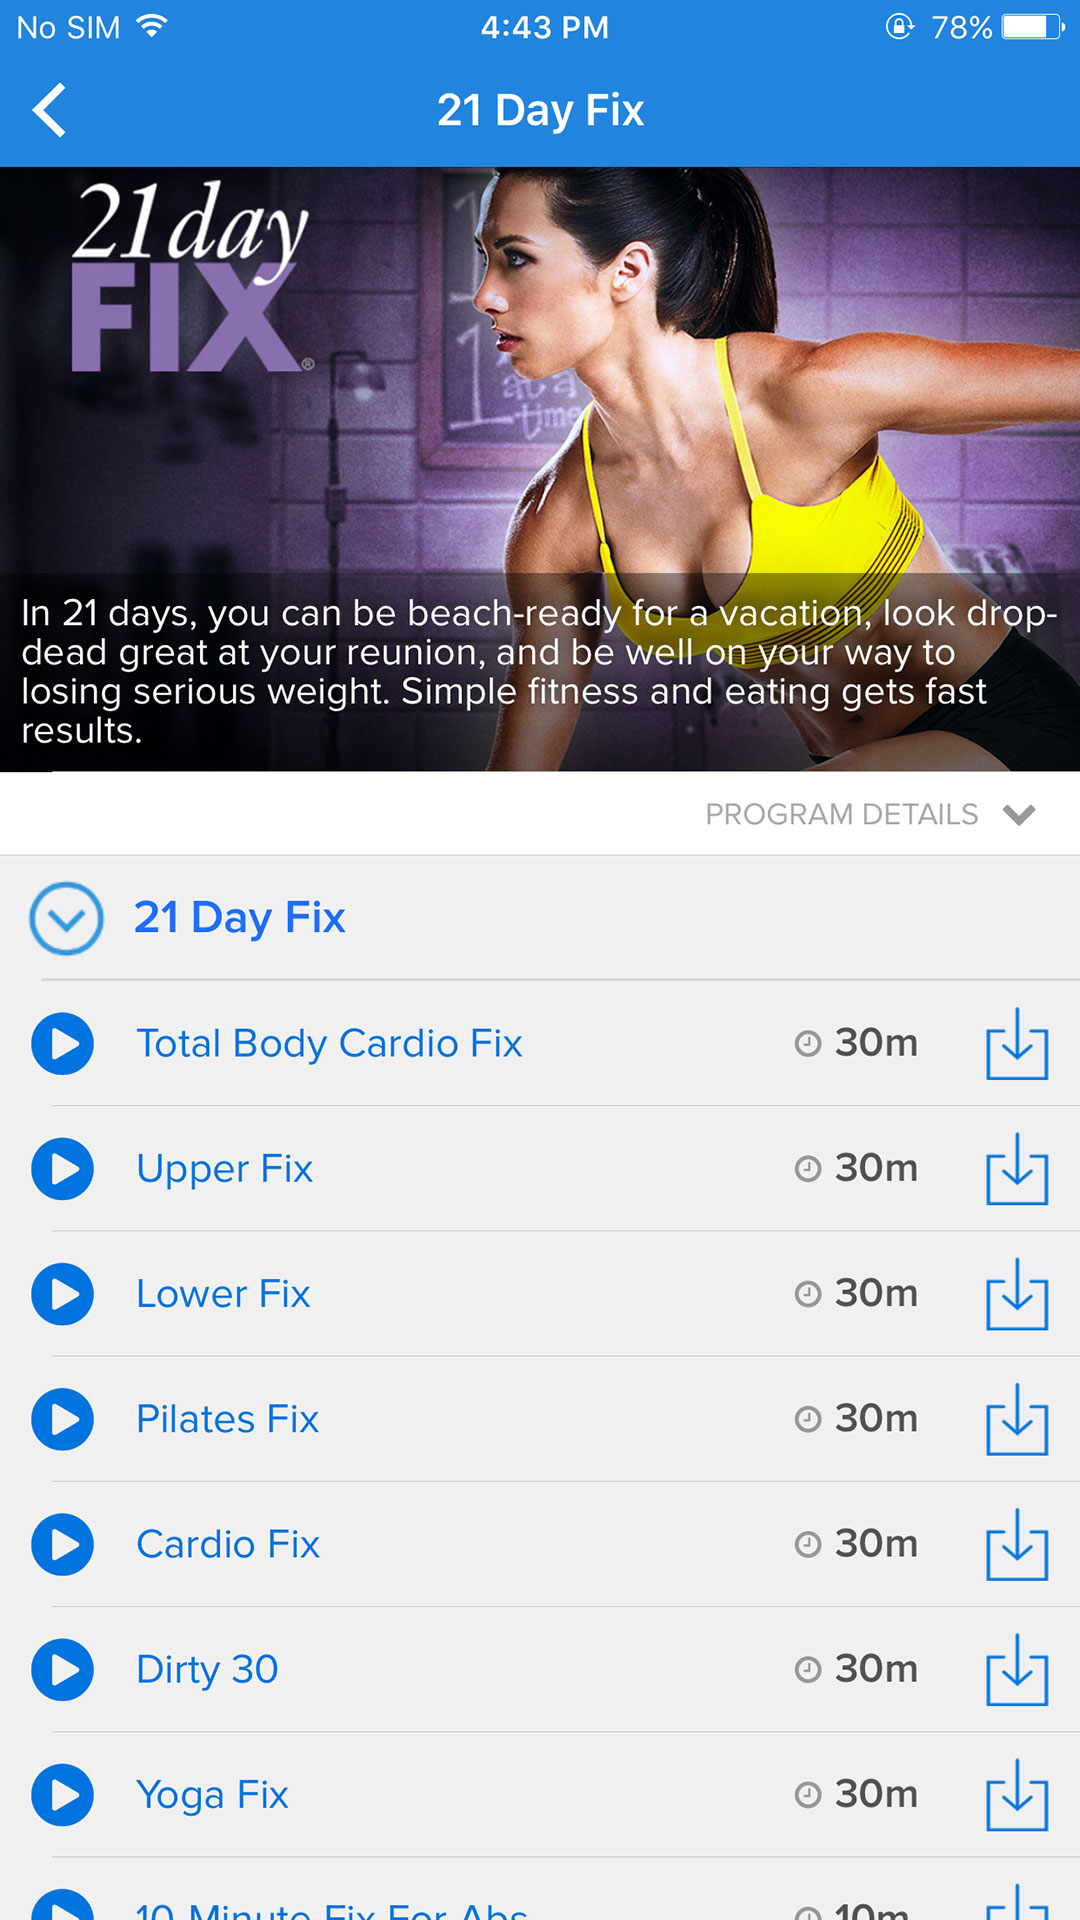 No SIM 4:43 PM 78%
21 Day Fix
21 day
FIX®
1
1 at a
time
In 21 days, you can be beach-ready for a vacation, look drop-
dead great at your reunion, and be well on your way to
losing serious weight. Simple fitness and eating gets fast
results.
PROGRAM DETAILS
21 Day Fix
Total Body Cardio Fix 30m
Upper Fix 30m
Lower Fix 30m
Pilates Fix 30m
Cardio Fix 30m
Dirty 30 30m
Yoga Fix 30m
10 Minute Fix For Abs 10m